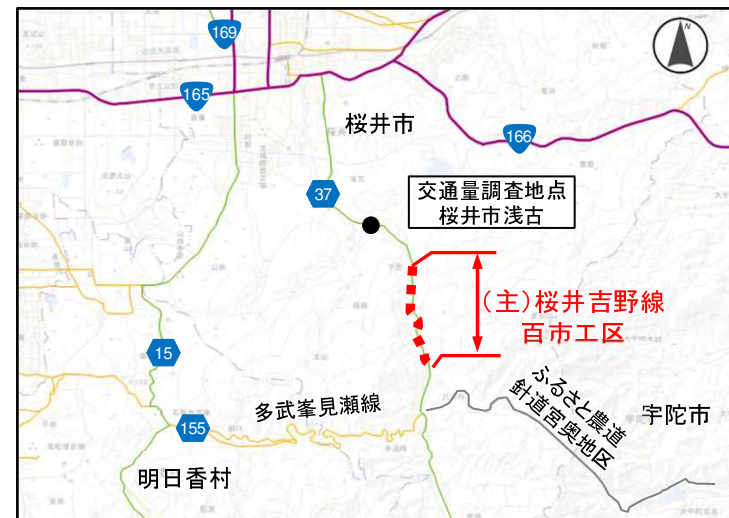 169
165
桜井市
166
37
交通量調査地点
桜井市浅古
(主)桜井吉野線
百市工区
15
ふるさと農道
針道宮奥地区
宇陀市
多武峯見瀬線
155
明日香村